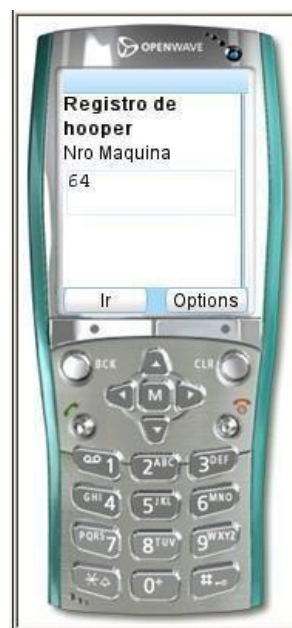 OPENWAVE
Registro de
hooper
Nro Maquina
64
Ir Options
BCK CLR
M
1 2ABC 3DEF
GHI4 5JKL 6MNO
PQRS7 8TUV 9WXYZ
* 0+ #